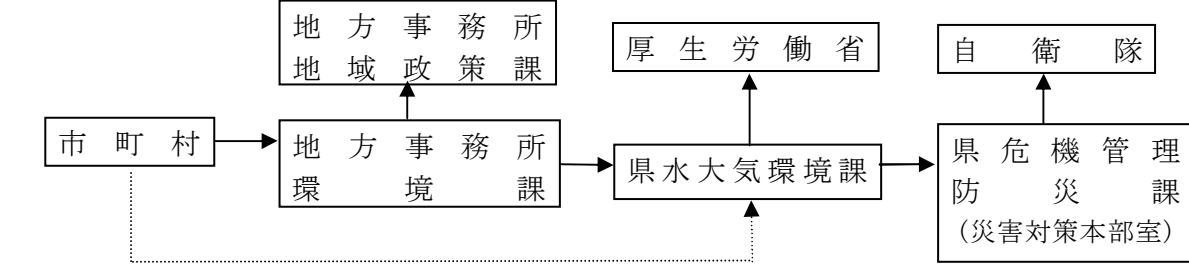 地方事務所
地域政策課
厚生労働省
自衛隊
市町村
地方事務所
環境課
県水大気環境課
県危機管理
防災課
（災害対策本部室）